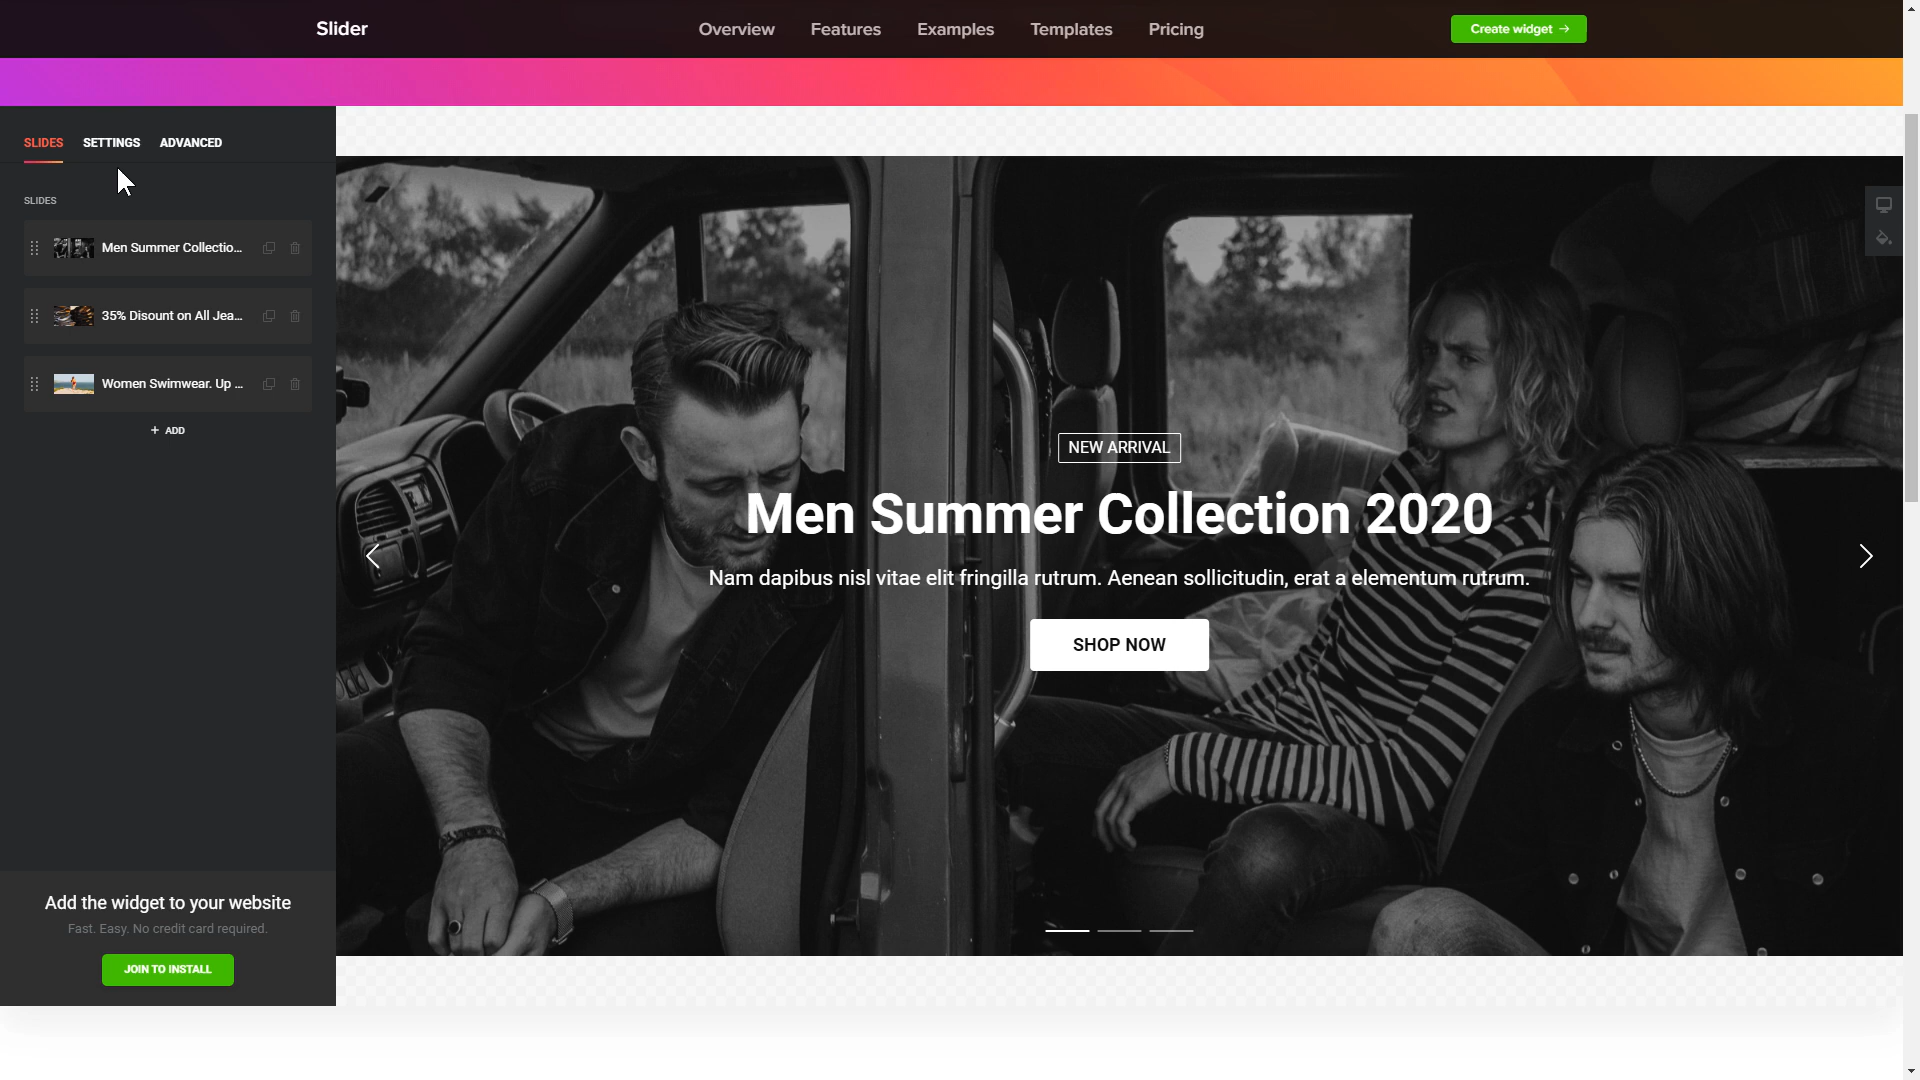 Slider
Overview
Features
Examples
Templates
Pricing
Create widget →
SLIDES
SETTINGS
ADVANCED
SLIDES
Men Summer Collectio...
35% Disount on All Jea...
Women Swimwear. Up ...
+ ADD
NEW ARRIVAL
Men Summer Collection 2020
Nam dapibus nisl vitae elit fringilla rutrum. Aenean sollicitudin, erat a elementum rutrum.
SHOP NOW
Add the widget to your website
Fast. Easy. No credit card required.
JOIN TO INSTALL